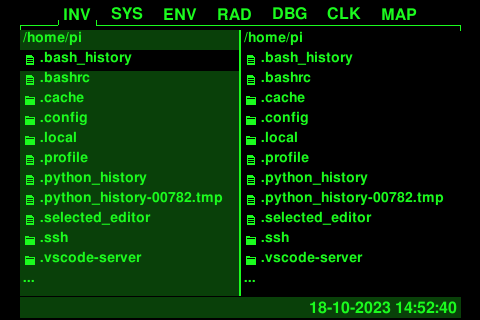 INV SYS ENV RAD DBG CLK MAP
/home/pi
.bash_history
.bashrc
.cache
.config
.local
.profile
.python_history
.python_history-00782.tmp
.selected_editor
.ssh
.vscode-server
...
/home/pi
.bash_history
.bashrc
.cache
.config
.local
.profile
.python_history
.python_history-00782.tmp
.selected_editor
.ssh
.vscode-server
...
18-10-2023 14:52:40